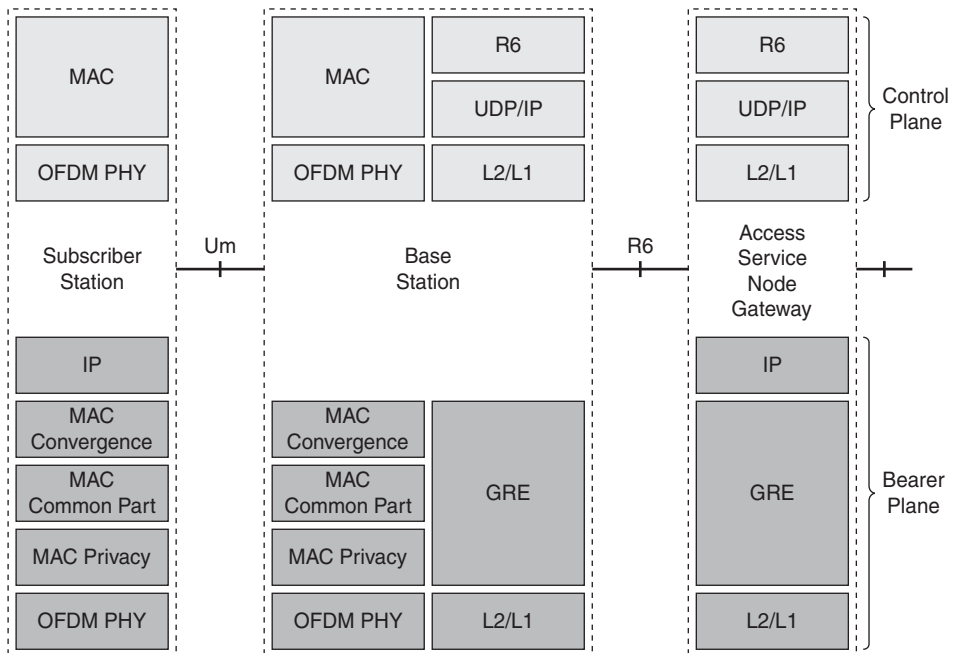 MAC
MAC
R6
R6
UDP/IP
UDP/IP
Control
Plane
OFDM PHY
OFDM PHY
L2/L1
L2/L1
Subscriber
Station
Um
Base
Station
R6
Access
Service
Node
Gateway
IP
IP
MAC
Convergence
MAC
Convergence
MAC
Common Part
MAC
Common Part
GRE
GRE
Bearer
Plane
MAC Privacy
MAC Privacy
OFDM PHY
OFDM PHY
L2/L1
L2/L1